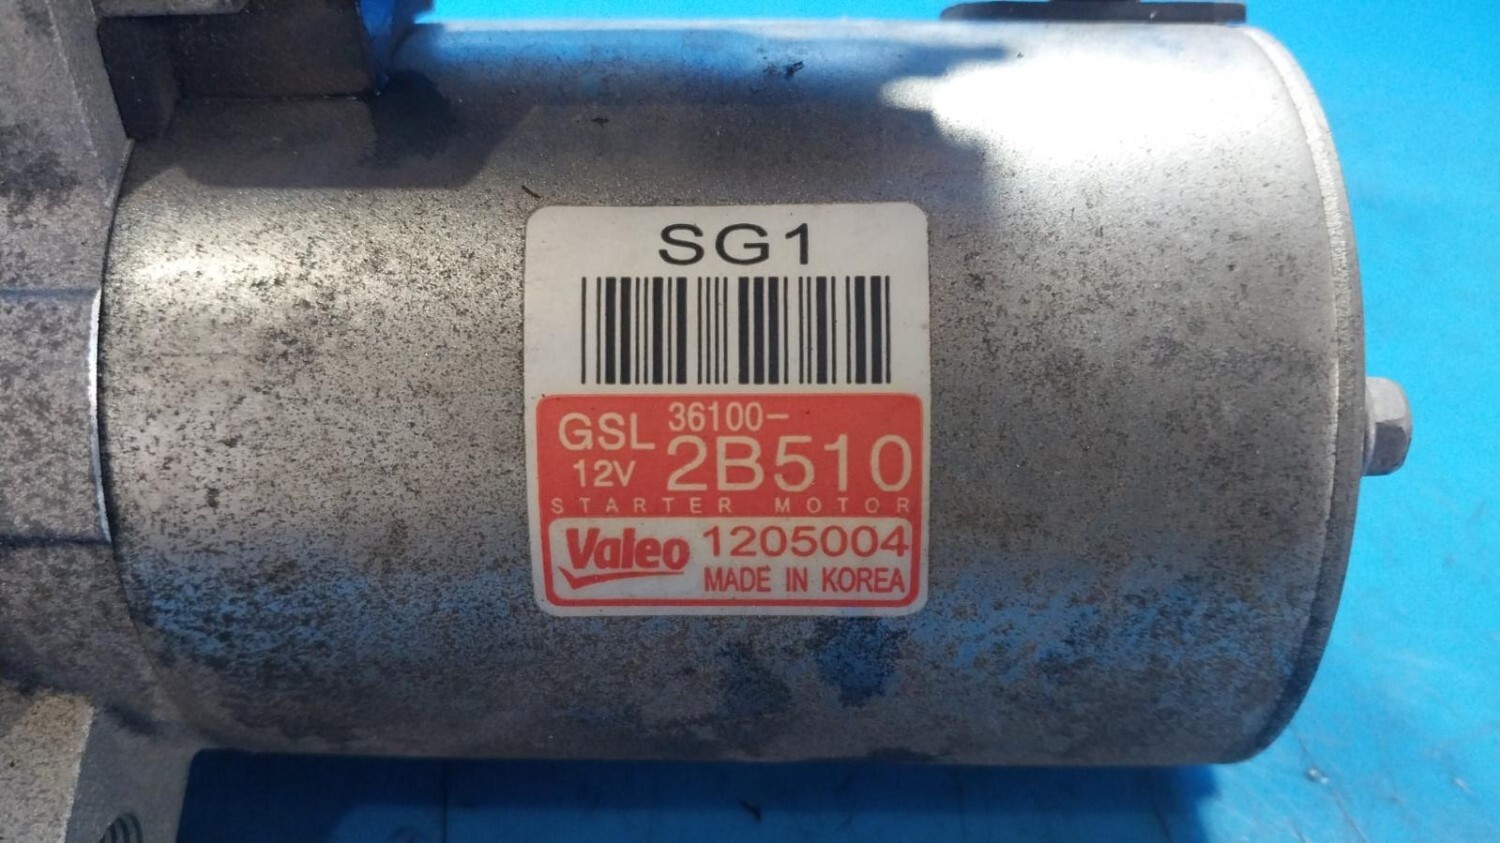 SG1
GSL 36100-
12V 2B510
STARTER MOTOR
Valeo 1205004
MADE IN KOREA